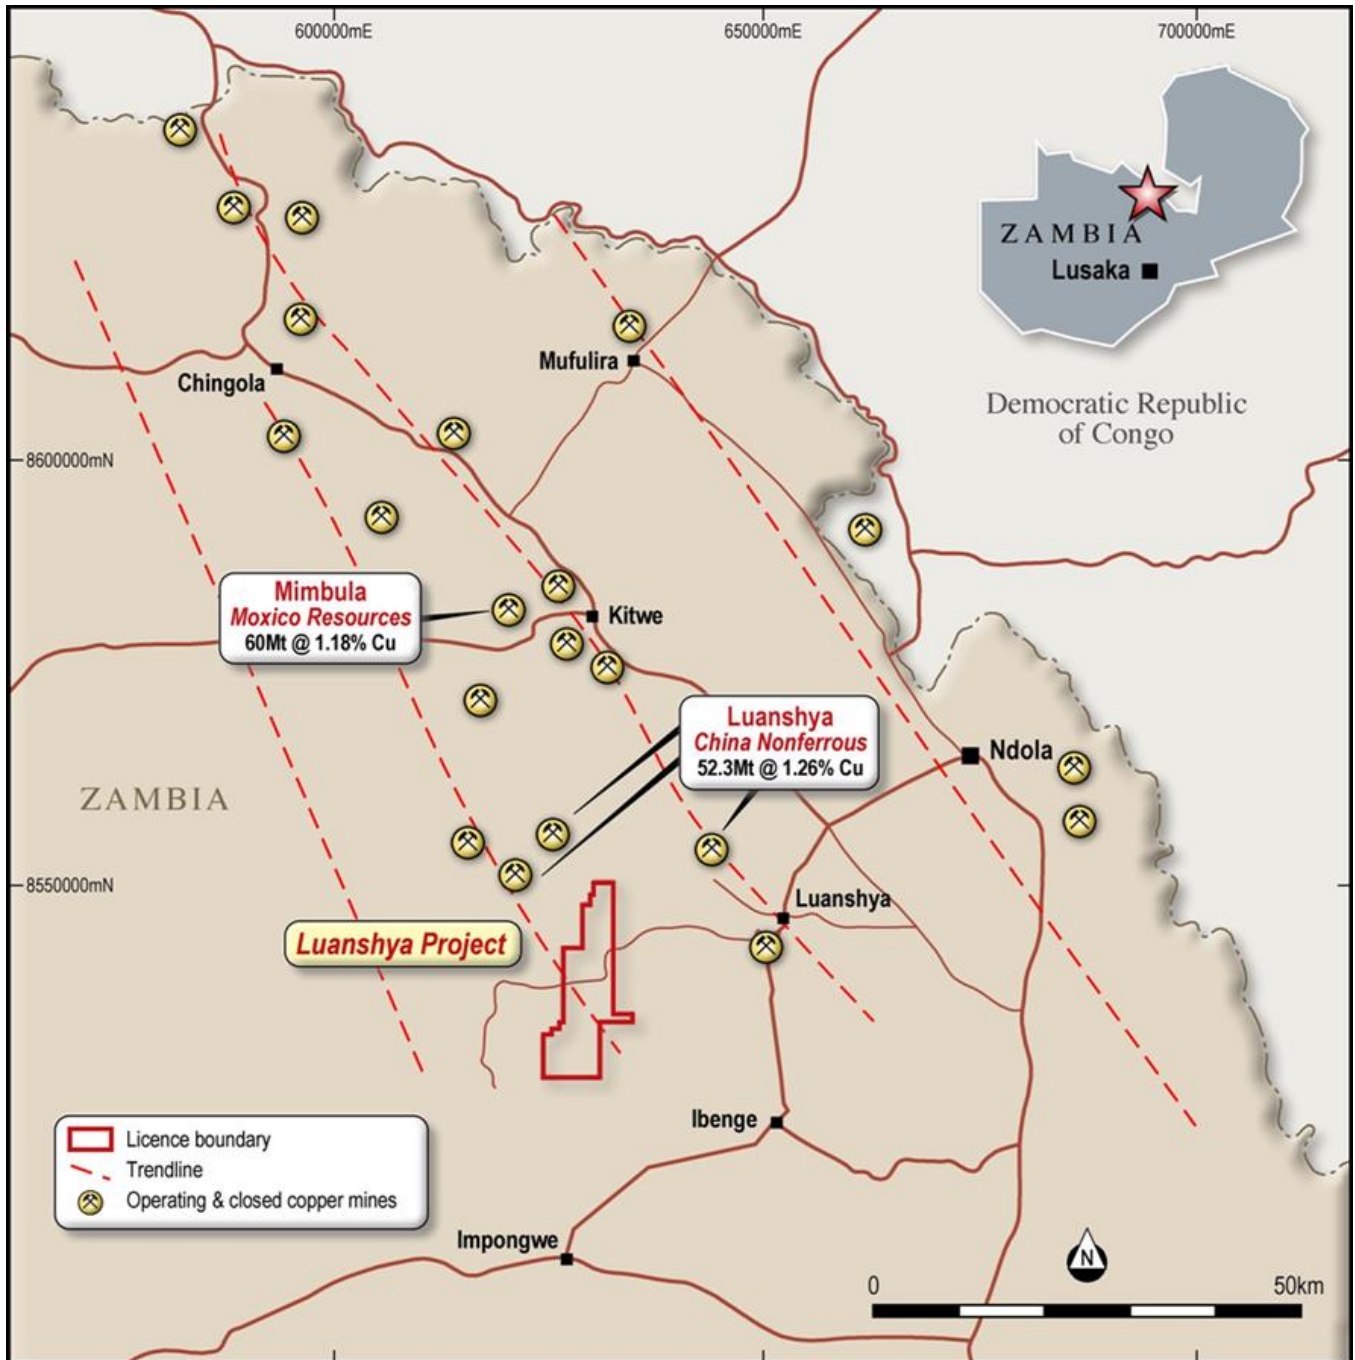 600000mE
650000mE
700000mE
ZAMBIA
Lusaka
Mufulira
Chingola
Democratic Republic
of Congo
8600000mN
Mimbula
Moxico Resources
60Mt @ 1.18% Cu
Kitwe
Luanshya
China Nonferrous
52.3Mt @ 1.26% Cu
Ndola
ZAMBIA
8550000mN
Luanshya
Luanshya Project
Ibenge
Licence boundary
Trendline
Operating & closed copper mines
Impongwe
N
0
50km